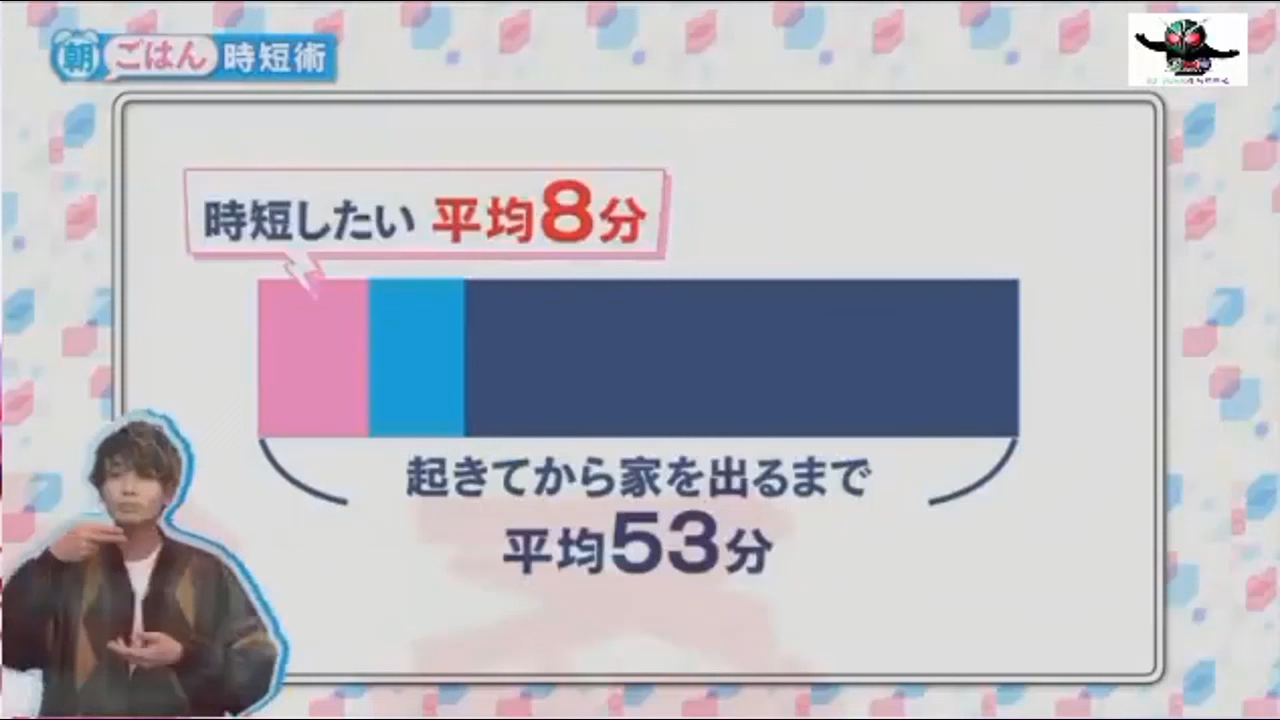 朝ごはん時短術
時短したい 平均8分
起きてから家を出るまで
平均53分